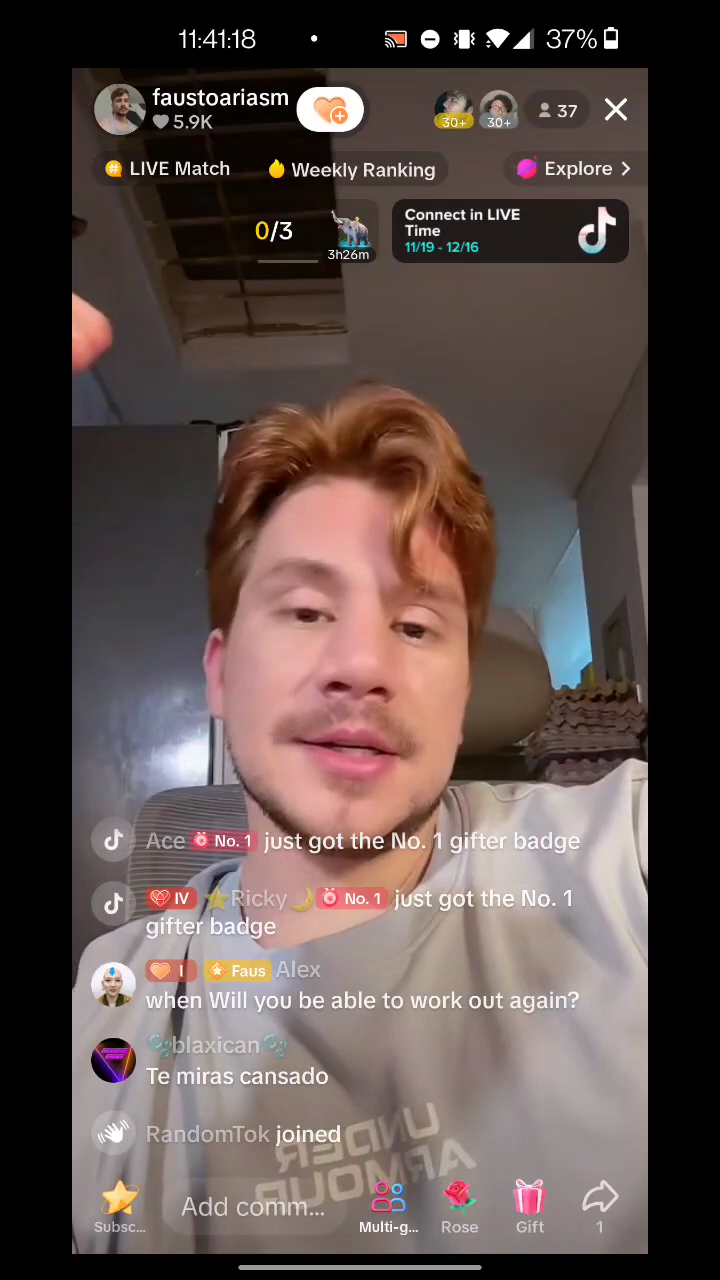 11:41:18
37%
faustoariasm
5.9K
30+
30+
37
LIVE Match
Weekly Ranking
Explore >
0/3
3h26m
Connect in LIVE
Time
11/19 - 12/16
Ace No. 1 just got the No. 1 gifter badge
IV Ricky No. 1 just got the No. 1
gifter badge
I Faus Alex
when Will you be able to work out again?
blaxican
Te miras cansado
RandomTok joined
UNDER
ARMOUR
Subsc...
Add comm...
Multi-g...
Rose
Gift
1